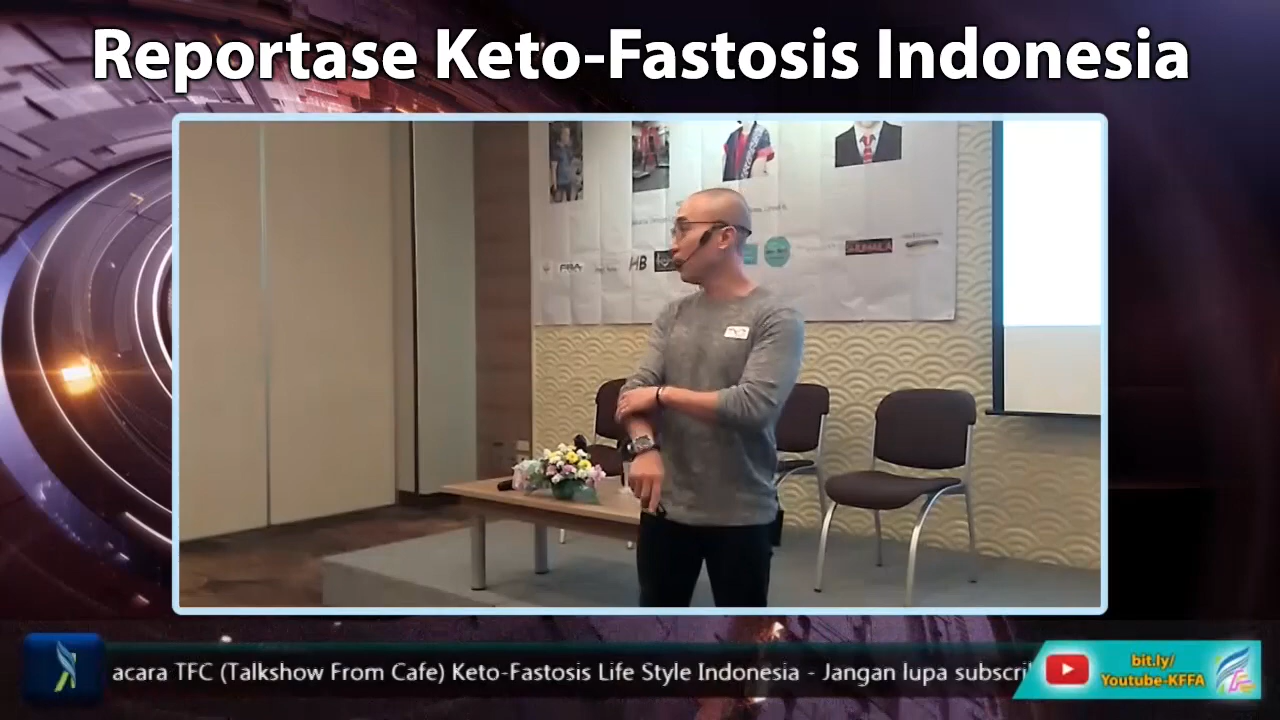 Reportase Keto-Fastosis Indonesia
HB
acara TFC (Talkshow From Cafe) Keto-Fastosis Life Style Indonesia - Jangan lupa subscri
bit.ly/
Youtube-KFFA